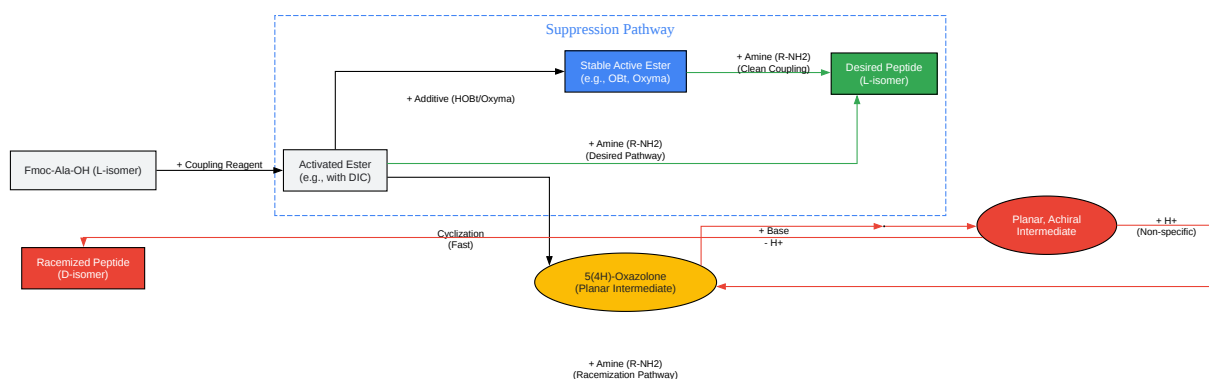 Suppression Pathway
Stable Active Ester
(e.g., OBt, Oxyma)
+ Amine (R-NH2)
(Clean Coupling)
Desired Peptide
(L-isomer)
+ Additive (HOBt/Oxyma)
Fmoc-Ala-OH (L-isomer)
+ Coupling Reagent
Activated Ester
(e.g., with DIC)
+ Amine (R-NH2)
(Desired Pathway)
Planar, Achiral
Intermediate
+ H+
(Non-specific)
Cyclization
(Fast)
+ Base
- H+
Racemized Peptide
(D-isomer)
5(4H)-Oxazolone
(Planar Intermediate)
+ Amine (R-NH2)
(Racemization Pathway)